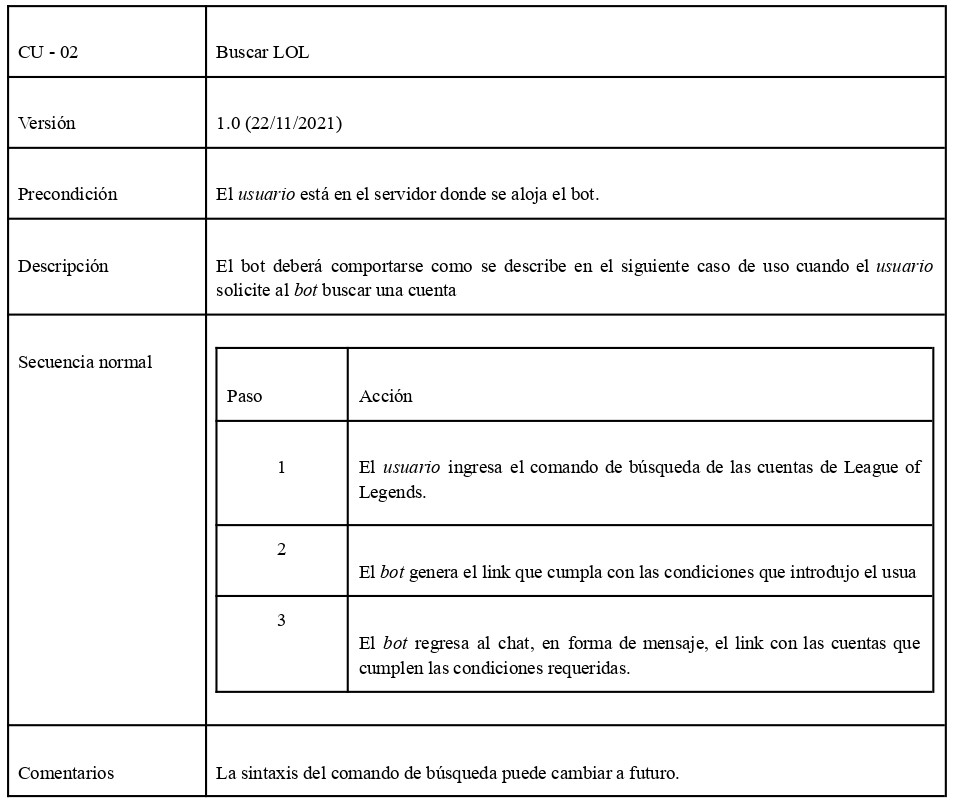 CU - 02
Buscar LOL
Versión
1.0 (22/11/2021)
Precondición
El usuario está en el servidor donde se aloja el bot.
Descripción
El bot deberá comportarse como se describe en el siguiente caso de uso cuando el usuario
solicite al bot buscar una cuenta
Secuencia normal
Paso
Acción
1
El usuario ingresa el comando de búsqueda de las cuentas de League of
Legends.
2
El bot genera el link que cumpla con las condiciones que introdujo el usua
3
El bot regresa al chat, en forma de mensaje, el link con las cuentas que
cumplen las condiciones requeridas.
Comentarios
La sintaxis del comando de búsqueda puede cambiar a futuro.